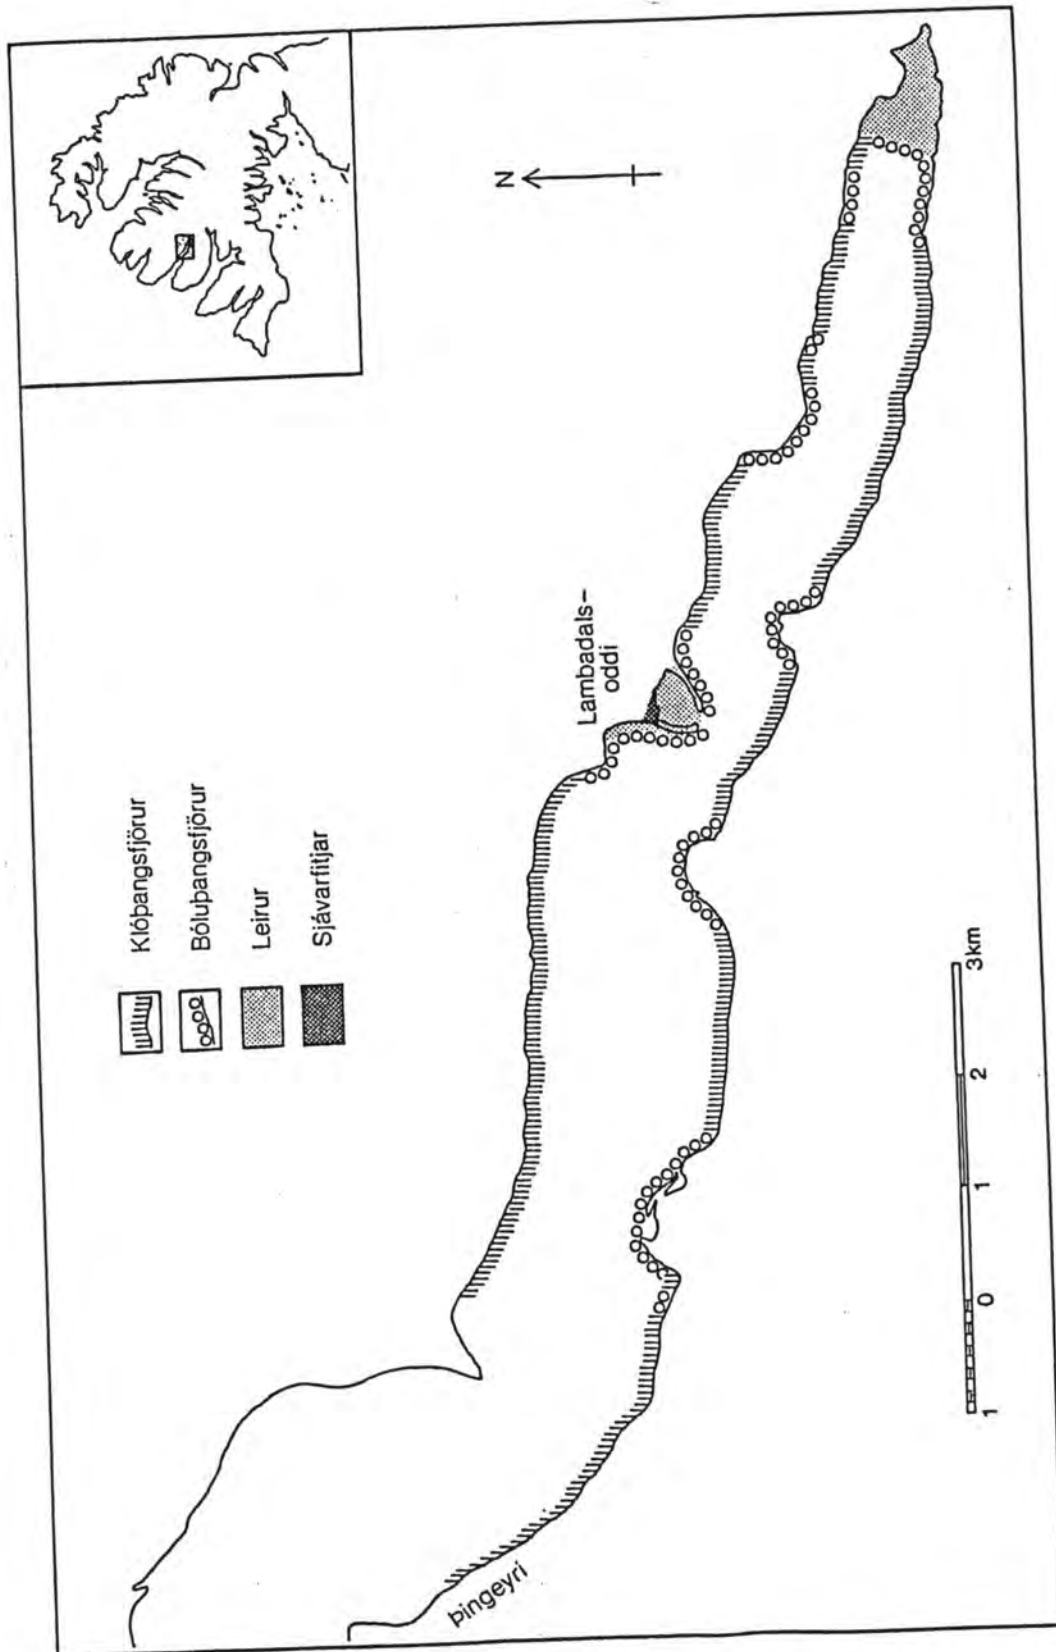 N
Klóþangsfjörur
Bóluþangsfjörur
Leirur
Sjávarfitjar
Lambadals-
oddi
Þingeyri
1 0 1 2 3km